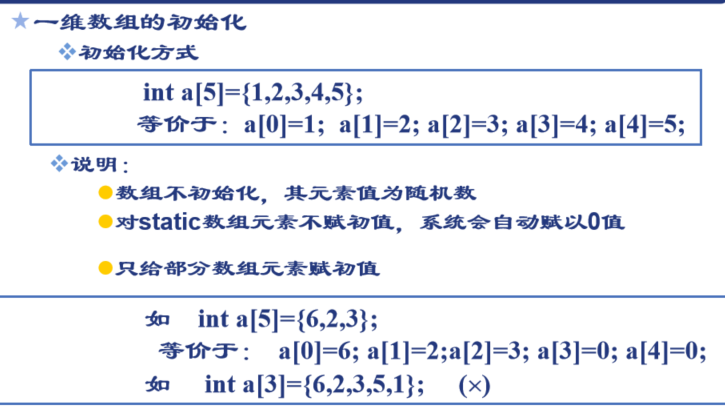 一维数组的初始化
初始化方式
int a[5]={1,2,3,4,5};
等价于：a[0]=1; a[1]=2; a[2]=3; a[3]=4; a[4]=5;
说明：
数组不初始化，其元素值为随机数
对static数组元素不赋初值，系统会自动赋以0值
只给部分数组元素赋初值
如 int a[5]={6,2,3};
等价于： a[0]=6; a[1]=2;a[2]=3; a[3]=0; a[4]=0;
如 int a[3]={6,2,3,5,1}; (×)